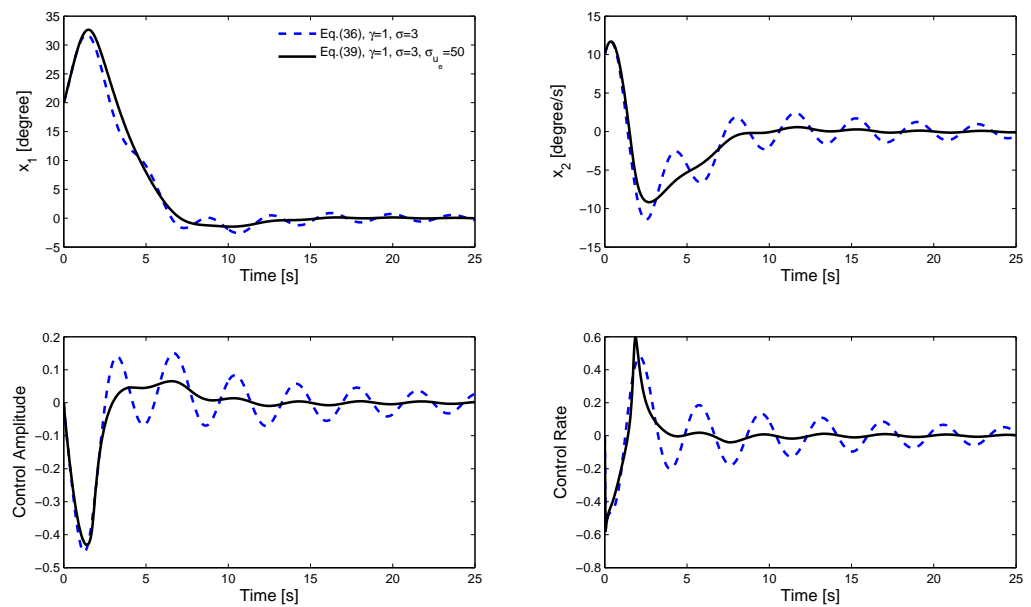 35
30
25
20
15
10
5
0
−5
0 5 10 15 20 25
x1 [degree]
Time [s]
Eq.(36), γ=1, σ=3
Eq.(39), γ=1, σ=3, σue=50
15
10
5
0
−5
−10
−15
0 5 10 15 20 25
x2 [degree/s]
Time [s]
0.2
0.1
0
−0.1
−0.2
−0.3
−0.4
−0.5
0 5 10 15 20 25
Control Amplitude
Time [s]
0.6
0.4
0.2
0
−0.2
−0.4
−0.6
−0.8
0 5 10 15 20 25
Control Rate
Time [s]